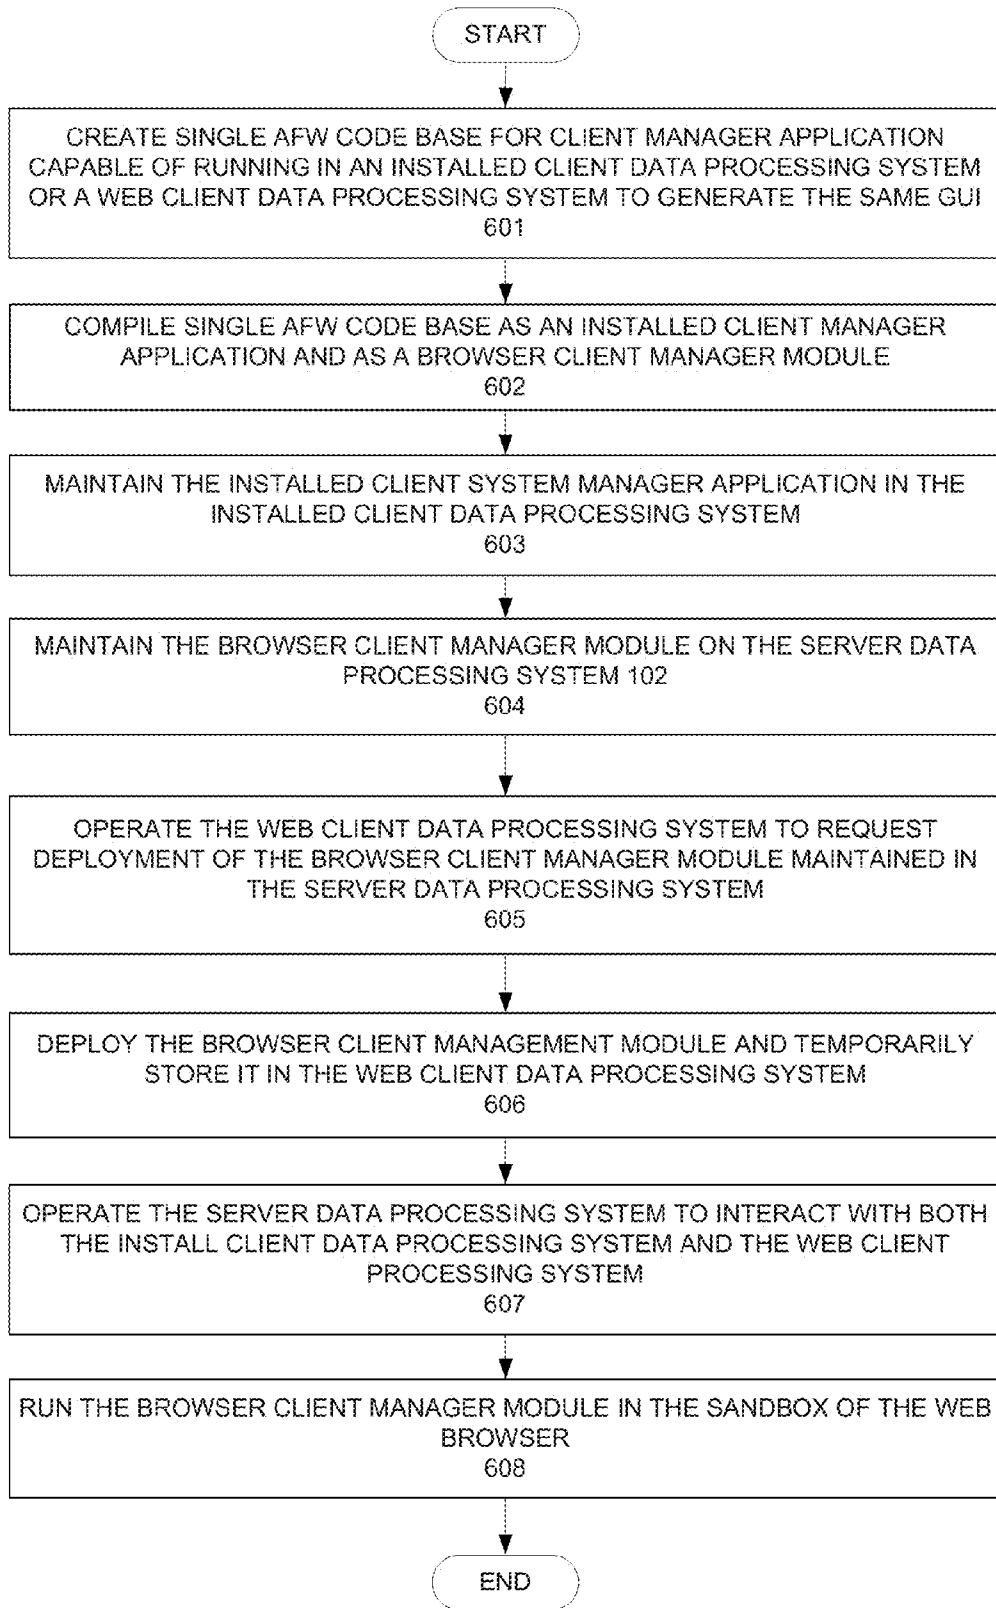 START
CREATE SINGLE AFW CODE BASE FOR CLIENT MANAGER APPLICATION
CAPABLE OF RUNNING IN AN INSTALLED CLIENT DATA PROCESSING SYSTEM
OR A WEB CLIENT DATA PROCESSING SYSTEM TO GENERATE THE SAME GUI
601
COMPILE SINGLE AFW CODE BASE AS AN INSTALLED CLIENT MANAGER
APPLICATION AND AS A BROWSER CLIENT MANAGER MODULE
602
MAINTAIN THE INSTALLED CLIENT SYSTEM MANAGER APPLICATION IN THE
INSTALLED CLIENT DATA PROCESSING SYSTEM
603
MAINTAIN THE BROWSER CLIENT MANAGER MODULE ON THE SERVER DATA
PROCESSING SYSTEM 102
604
OPERATE THE WEB CLIENT DATA PROCESSING SYSTEM TO REQUEST
DEPLOYMENT OF THE BROWSER CLIENT MANAGER MODULE MAINTAINED IN
THE SERVER DATA PROCESSING SYSTEM
605
DEPLOY THE BROWSER CLIENT MANAGEMENT MODULE AND TEMPORARILY
STORE IT IN THE WEB CLIENT DATA PROCESSING SYSTEM
606
OPERATE THE SERVER DATA PROCESSING SYSTEM TO INTERACT WITH BOTH
THE INSTALL CLIENT DATA PROCESSING SYSTEM AND THE WEB CLIENT
PROCESSING SYSTEM
607
RUN THE BROWSER CLIENT MANAGER MODULE IN THE SANDBOX OF THE WEB
BROWSER
608
END